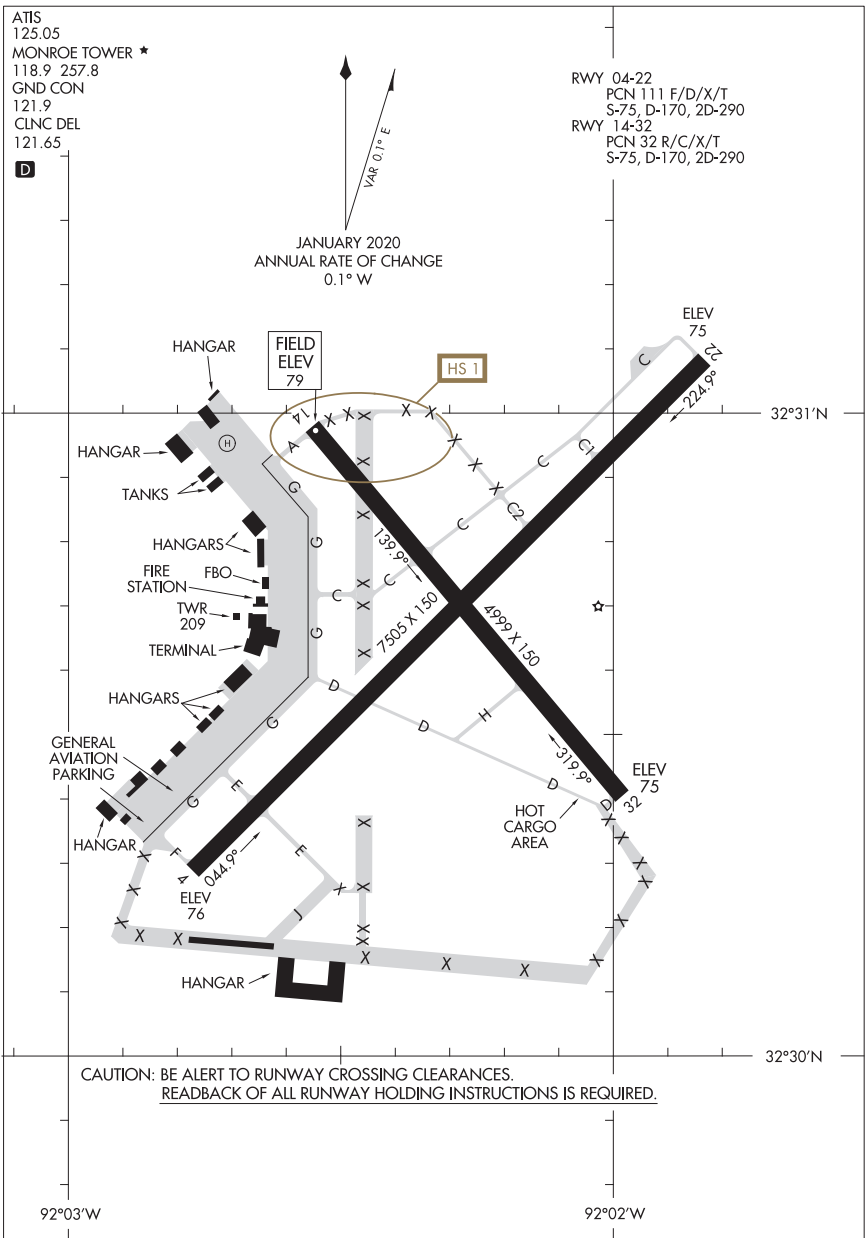 ATIS
125.05
MONROE TOWER
118.9 257.8
GND CON
121.9
CLNC DEL
121.65
D
VAR 0.1° E
JANUARY 2020
ANNUAL RATE OF CHANGE
0.1° W
RWY 04-22
PCN 111 F/D/X/T
S-75, D-170, 2D-290
RWY 14-32
PCN 32 R/C/X/T
S-75, D-170, 2D-290
ELEV
75
22
C
224.9°
HANGAR
FIELD
ELEV
79
HS 1
14
32°31'N
X X X X X
A
H
HANGAR
X
X
X
X
C1
C
G
TANKS
C2
C
X
HANGARS
G
139.9°
FIRE
STATION
FBO
X
C
C
X
TWR
209
G
7505 X 150
4999 X 150
TERMINAL
X
D
HANGARS
G
D
H
GENERAL
AVIATION
PARKING
319.9°
ELEV
75
32
E
D
D
G
HOT
CARGO
AREA
HANGAR
F
044.9°
4
ELEV
76
E
X
X
X
X
X
X
X
X
X
J
X
X
X
X
X
X
X
X
X
X
X
HANGAR
32°30'N
CAUTION: BE ALERT TO RUNWAY CROSSING CLEARANCES.
READBACK OF ALL RUNWAY HOLDING INSTRUCTIONS IS REQUIRED.
92°03'W
92°02'W